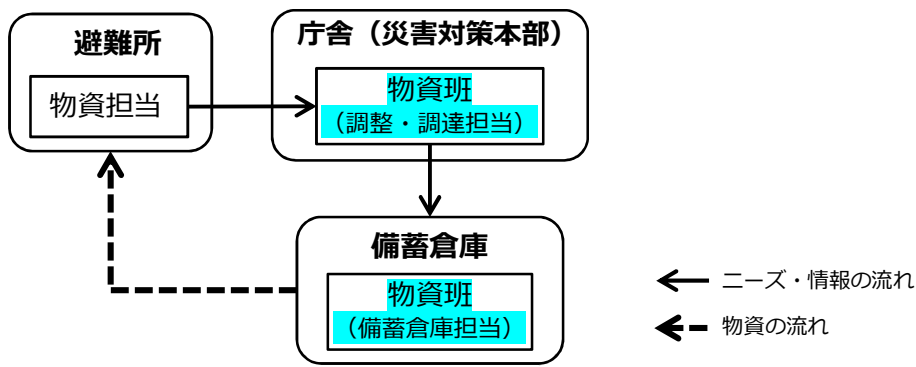 避難所
物資担当
庁舎（災害対策本部）
物資班
（調整・調達担当）
備蓄倉庫
物資班
（備蓄倉庫担当）
ニーズ・情報の流れ
物資の流れ